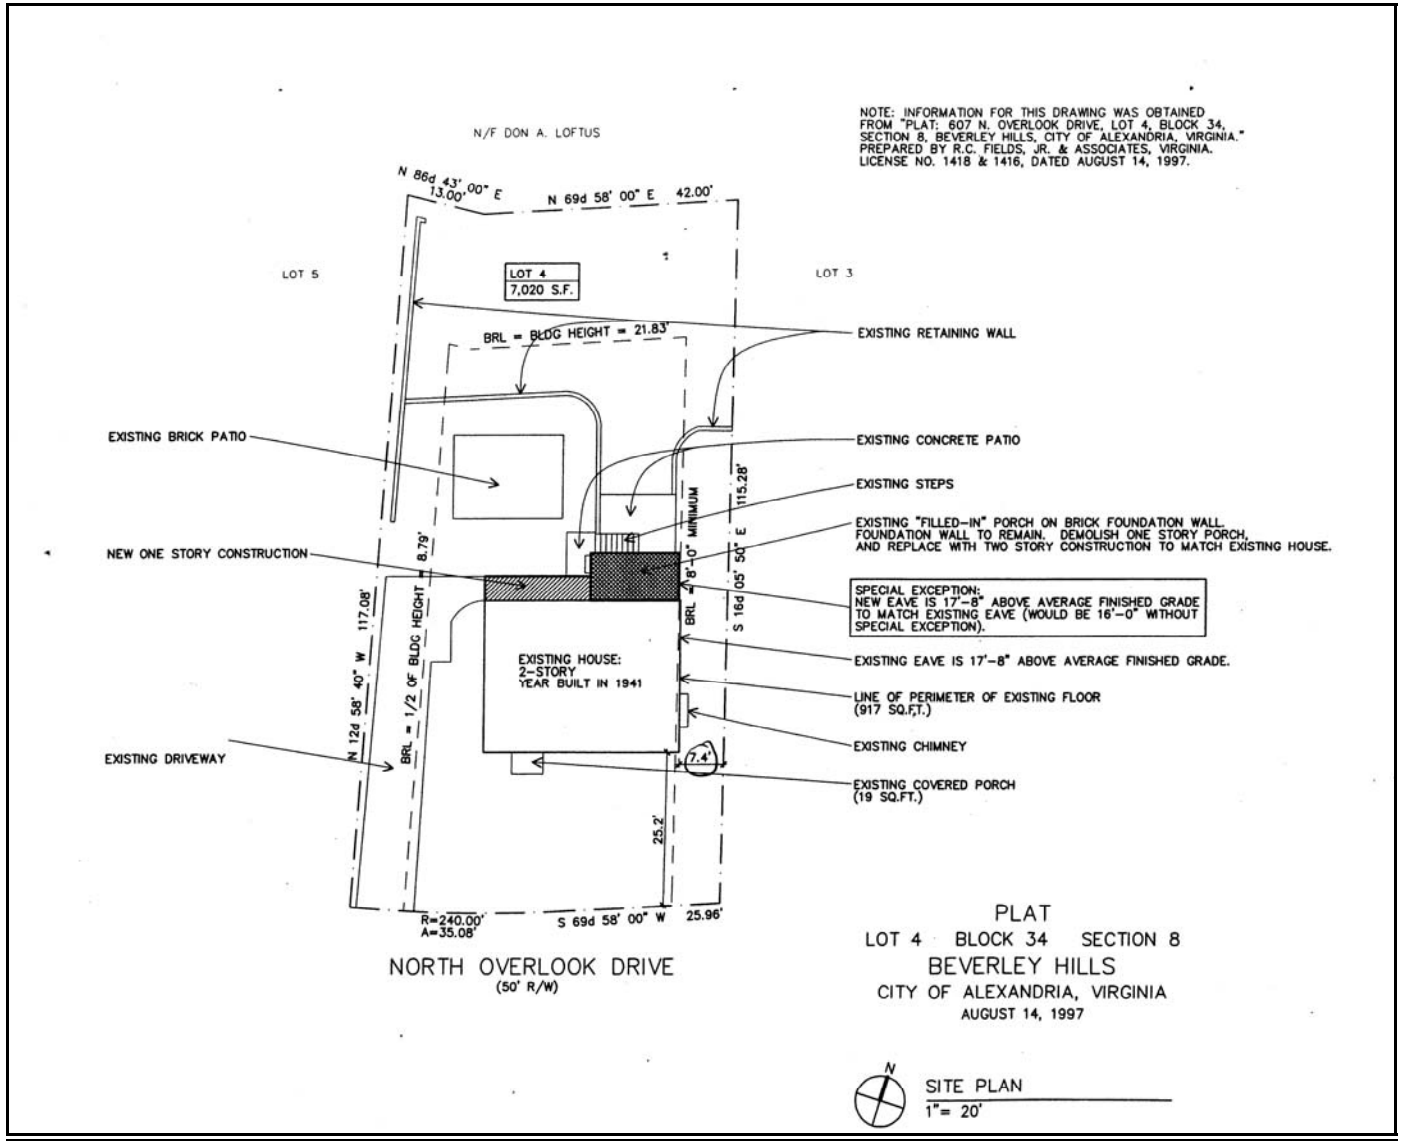 NOTE: INFORMATION FOR THIS DRAWING WAS OBTAINED
FROM "PLAT: 607 N. OVERLOOK DRIVE, LOT 4, BLOCK 34,
SECTION 8, BEVERLEY HILLS, CITY OF ALEXANDRIA, VIRGINIA."
PREPARED BY R.C. FIELDS, JR. & ASSOCIATES, VIRGINIA.
LICENSE NO. 1418 & 1416, DATED AUGUST 14, 1997.
N/F DON A. LOFTUS
N 86d 43' 00" E
13.00'
N 69d 58' 00" E 42.00'
LOT 5
LOT 4
7,020 S.F.
LOT 3
BRL = BLDG HEIGHT = 21.83'
EXISTING RETAINING WALL
EXISTING BRICK PATIO
EXISTING CONCRETE PATIO
EXISTING STEPS
EXISTING "FILLED-IN" PORCH ON BRICK FOUNDATION WALL.
FOUNDATION WALL TO REMAIN. DEMOLISH ONE STORY PORCH,
AND REPLACE WITH TWO STORY CONSTRUCTION TO MATCH EXISTING HOUSE.
NEW ONE STORY CONSTRUCTION
SPECIAL EXCEPTION:
NEW EAVE IS 17'-8" ABOVE AVERAGE FINISHED GRADE
TO MATCH EXISTING EAVE (WOULD BE 16'-0" WITHOUT
SPECIAL EXCEPTION).
N 12d 58' 40" W 117.08'
BRL = 1/2 OF BLDG HEIGHT = 8.79'
BRL = 8'-0" MINIMUM
S 16d 05' 50" E 115.28'
EXISTING HOUSE:
2-STORY
YEAR BUILT IN 1941
EXISTING EAVE IS 17'-8" ABOVE AVERAGE FINISHED GRADE.
LINE OF PERIMETER OF EXISTING FLOOR
(917 SQ.FT.)
EXISTING CHIMNEY
EXISTING DRIVEWAY
7.4'
EXISTING COVERED PORCH
(19 SQ.FT.)
25.2'
R=240.00'
A=35.08'
S 69d 58' 00" W 25.96'
NORTH OVERLOOK DRIVE
(50' R/W)
PLAT
LOT 4 BLOCK 34 SECTION 8
BEVERLEY HILLS
CITY OF ALEXANDRIA, VIRGINIA
AUGUST 14, 1997
N
SITE PLAN
1"= 20'